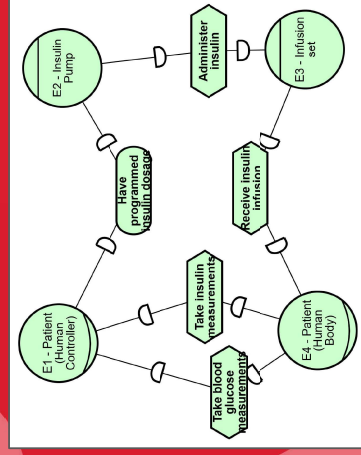 E1 - Patient
(Human
Controller)
Have
programmed
insulin dosage
E2 - Insulin
Pump
Take blood
glucose
measurements
Take insulin
measurements
Receive insulin
infusion
Administer
insulin
E4 - Patient
(Human
Body)
E3 - Infusion
set